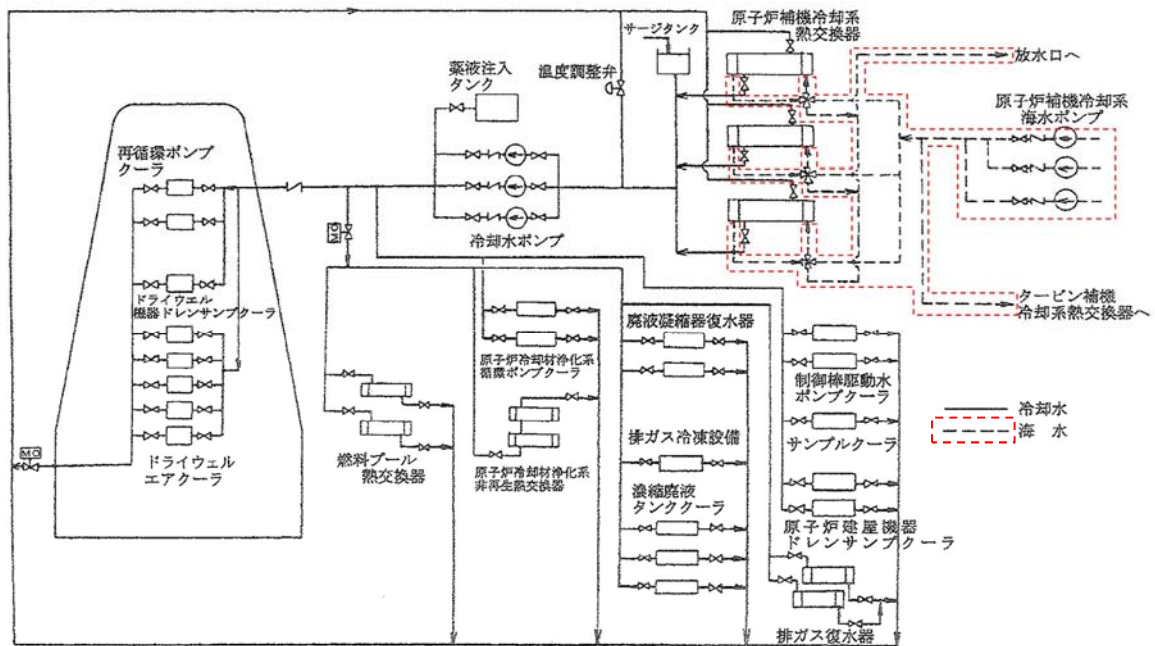 原子炉補機冷却系
熱交換器
サージタンク
放水口へ
薬液注入
タンク
温度調整弁
原子炉補機冷却系
海水ポンプ
再循環ポンプ
クーラ
冷却水ポンプ
MO
ドライウエル
機器ドレンサンプクーラ
タービン補機
冷却系熱交換器へ
廃液凝縮器復水器
原子炉冷却材浄化系
循環ポンプクーラ
制御棒駆動水
ポンプクーラ
冷却水
海 水
排ガス冷凍設備
サンプルクーラ
MO
ドライウェル
エアクーラ
燃料プール
熱交換器
原子炉冷却材浄化系
非再生熱交換器
濃縮廃液
タンククーラ
原子炉建屋機器
ドレンサンプクーラ
排ガス復水器